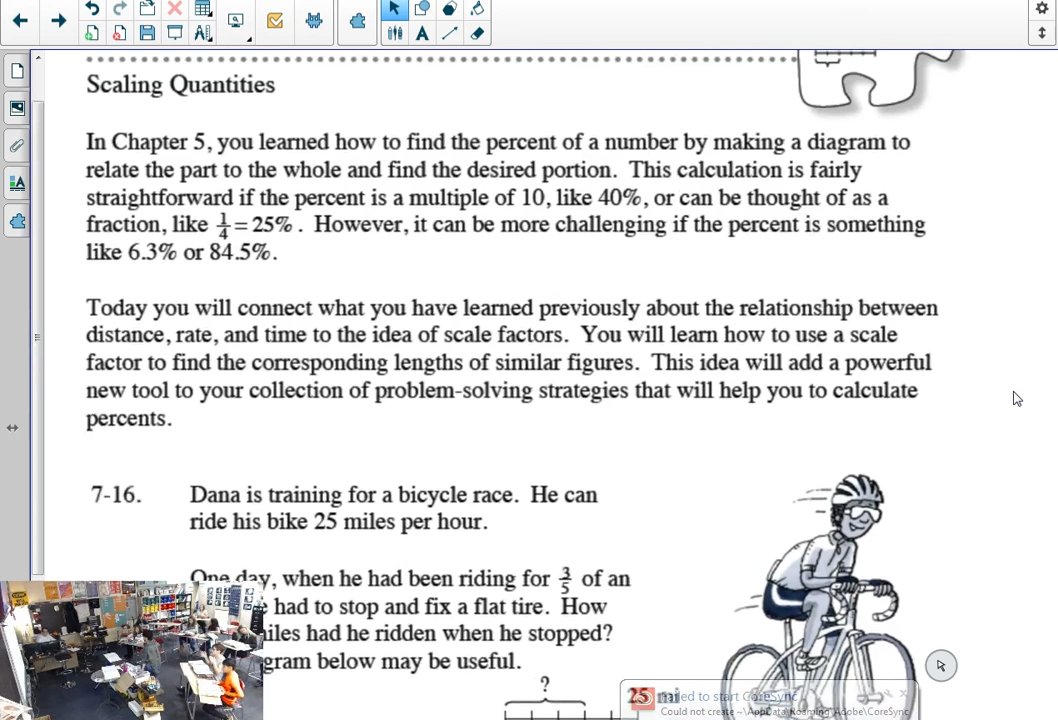 Scaling Quantities
In Chapter 5, you learned how to find the percent of a number by making a diagram to
relate the part to the whole and find the desired portion. This calculation is fairly
straightforward if the percent is a multiple of 10, like 40%, or can be thought of as a
fraction, like 1/4 = 25% . However, it can be more challenging if the percent is something
like 6.3% or 84.5%.
Today you will connect what you have learned previously about the relationship between
distance, rate, and time to the idea of scale factors. You will learn how to use a scale
factor to find the corresponding lengths of similar figures. This idea will add a powerful
new tool to your collection of problem-solving strategies that will help you to calculate
percents.
7-16. Dana is training for a bicycle race. He can
ride his bike 25 miles per hour.
One day, when he had been riding for 3/5 of an
had to stop and fix a flat tire. How
iles had he ridden when he stopped?
gram below may be useful.
?
25
Failed to start CoreSync
Could not create ~\AppData\Roaming\Adobe\CoreSync